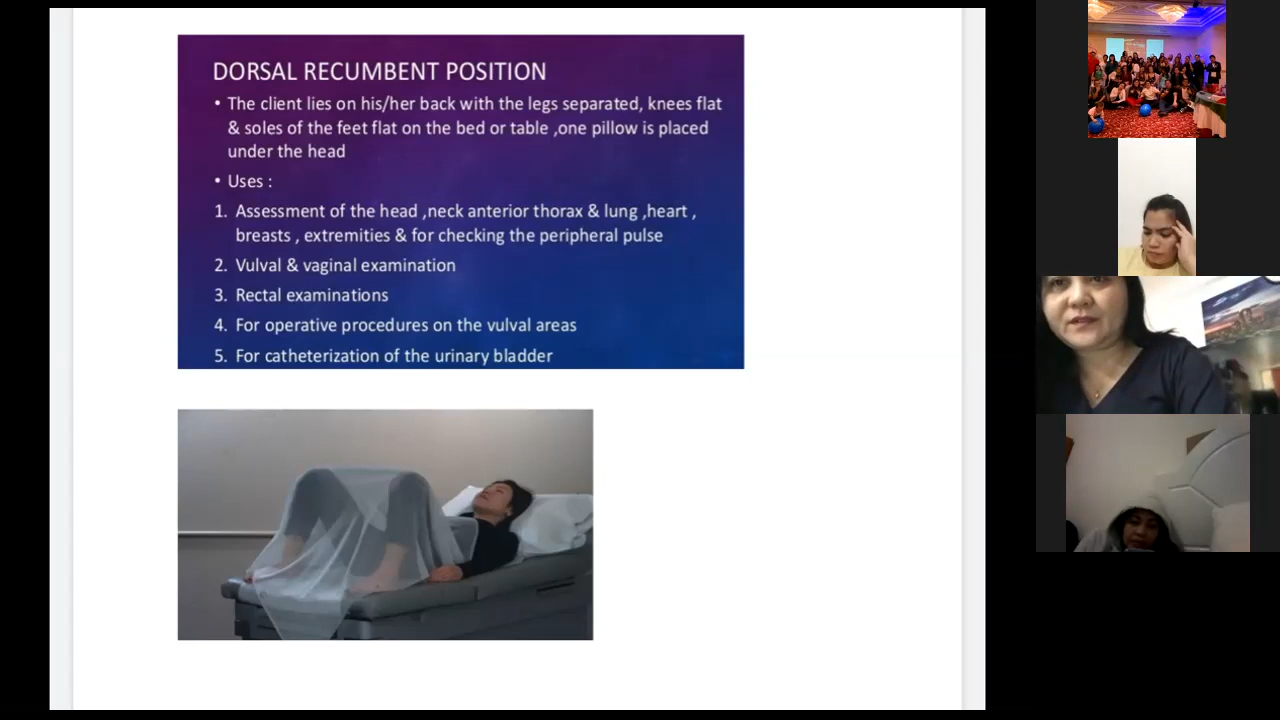 DORSAL RECUMBENT POSITION
• The client lies on his/her back with the legs separated, knees flat
& soles of the feet flat on the bed or table ,one pillow is placed
under the head
• Uses :
1. Assessment of the head ,neck anterior thorax & lung ,heart ,
breasts , extremities & for checking the peripheral pulse
2. Vulval & vaginal examination
3. Rectal examinations
4. For operative procedures on the vulval areas
5. For catheterization of the urinary bladder